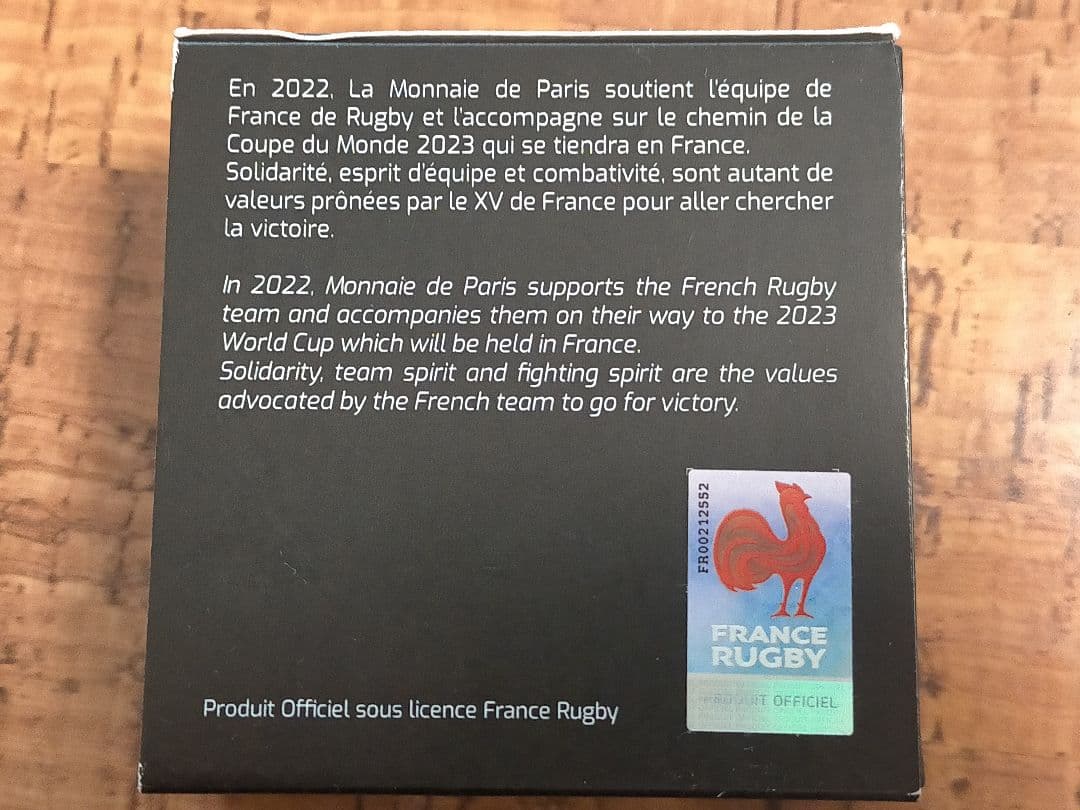 En 2022, La Monnaie de Paris soutient l'équipe de
France de Rugby et l'accompagne sur le chemin de la
Coupe du Monde 2023 qui se tiendra en France.
Solidarité, esprit d'équipe et combativité, sont autant de
valeurs prônées par le XV de France pour aller chercher
la victoire.
In 2022, Monnaie de Paris supports the French Rugby
team and accompanies them on their way to the 2023
World Cup which will be held in France.
Solidarity, team spirit and fighting spirit are the values
advocated by the French team to go for victory.
FR00212552
FRANCE
RUGBY
PRODUIT OFFICIEL
Produit Officiel sous licence France Rugby